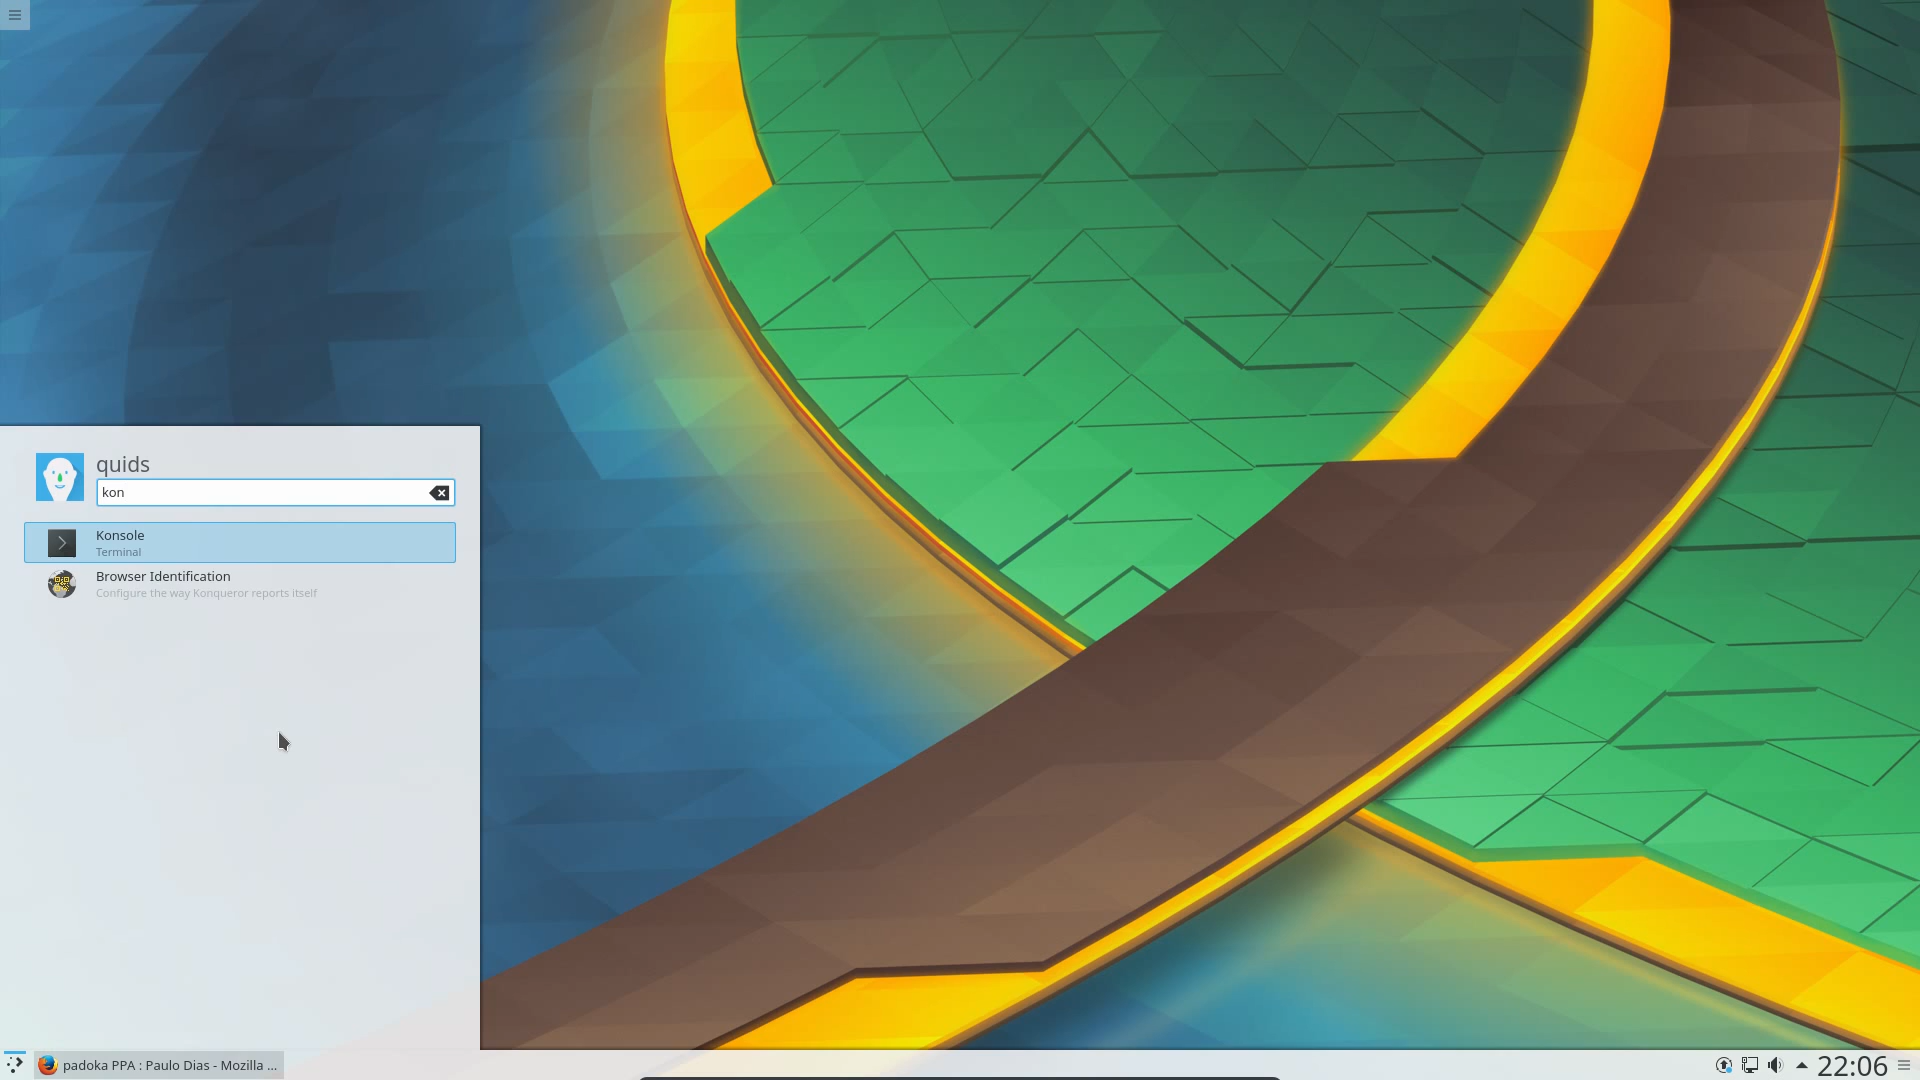 quids
kon
Konsole
Terminal
Browser Identification
Configure the way Konqueror reports itself
padoka PPA : Paulo Dias - Mozilla ...
22:06